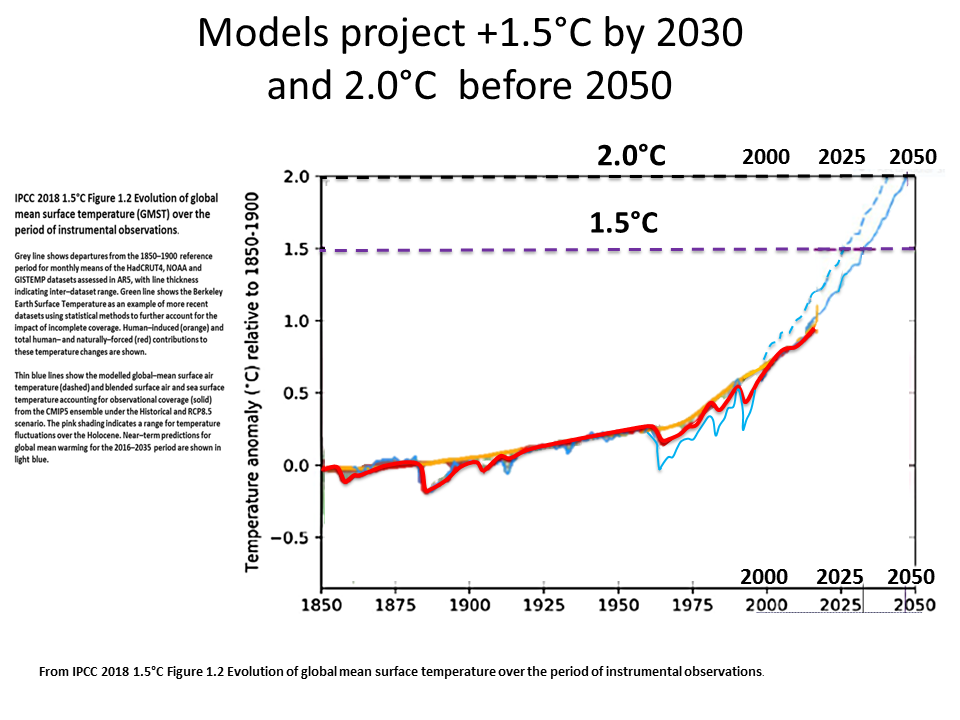 Models project +1.5°C by 2030
and 2.0°C before 2050
IPCC 2018 1.5°C Figure 1.2 Evolution of global
mean surface temperature (GMST) over the
period of instrumental observations.
Grey line shows departures from the 1850–1900 reference
period for monthly means of the HadCRUT4, NOAA and
GISTEMP datasets assessed in AR5, with line thickness
indicating inter–dataset range. Green line shows the Berkeley
Earth Surface Temperature as an example of more recent
datasets using statistical methods to further account for the
impact of incomplete coverage. Human–induced (orange) and
total human– and naturally–forced (red) contributions to
these temperature changes are shown.
Thin blue lines show the modelled global–mean surface air
temperature (dashed) and blended surface air and sea surface
temperature accounting for observational coverage (solid)
from the CMIP5 ensemble under the Historical and RCP8.5
scenario. The pink shading indicates a range for temperature
fluctuations over the Holocene. Near–term predictions for
global mean warming for the 2016–2035 period are shown in
light blue.
Temperature anomaly (°C) relative to 1850-1900
2.0
1.5
1.0
0.5
0.0
−0.5
2.0°C
2000 2025 2050
1.5°C
2000 2025 2050
1850 1875 1900 1925 1950 1975 2000 2025 2050
From IPCC 2018 1.5°C Figure 1.2 Evolution of global mean surface temperature over the period of instrumental observations.